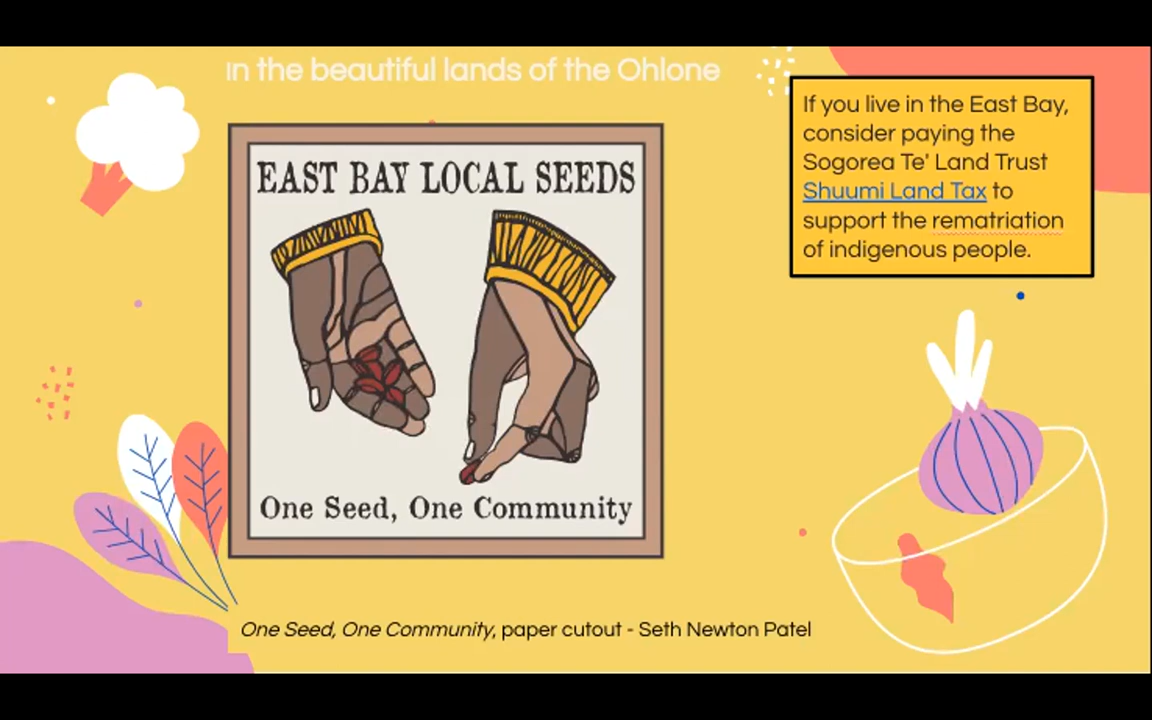 In the beautiful lands of the Ohlone
If you live in the East Bay,
consider paying the
Sogorea Te' Land Trust
Shuumi Land Tax to
support the rematriation
of indigenous people.
EAST BAY LOCAL SEEDS
One Seed, One Community
One Seed, One Community, paper cutout - Seth Newton Patel